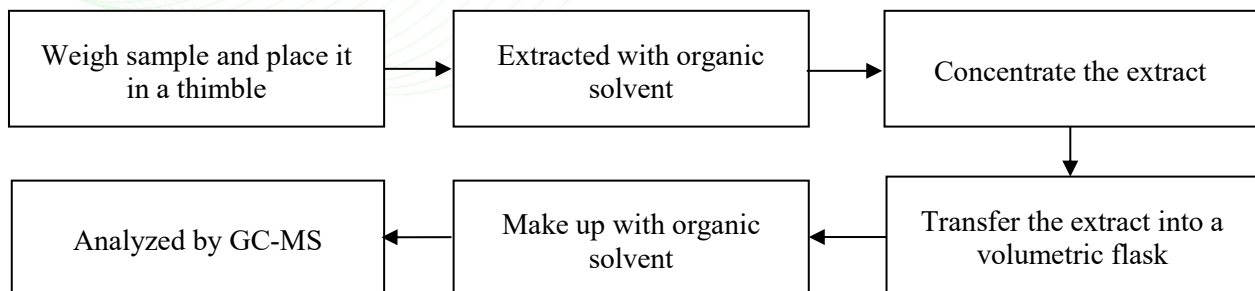 Weigh sample and place it
in a thimble
Extracted with organic
solvent
Concentrate the extract
Transfer the extract into a
volumetric flask
Make up with organic
solvent
Analyzed by GC-MS